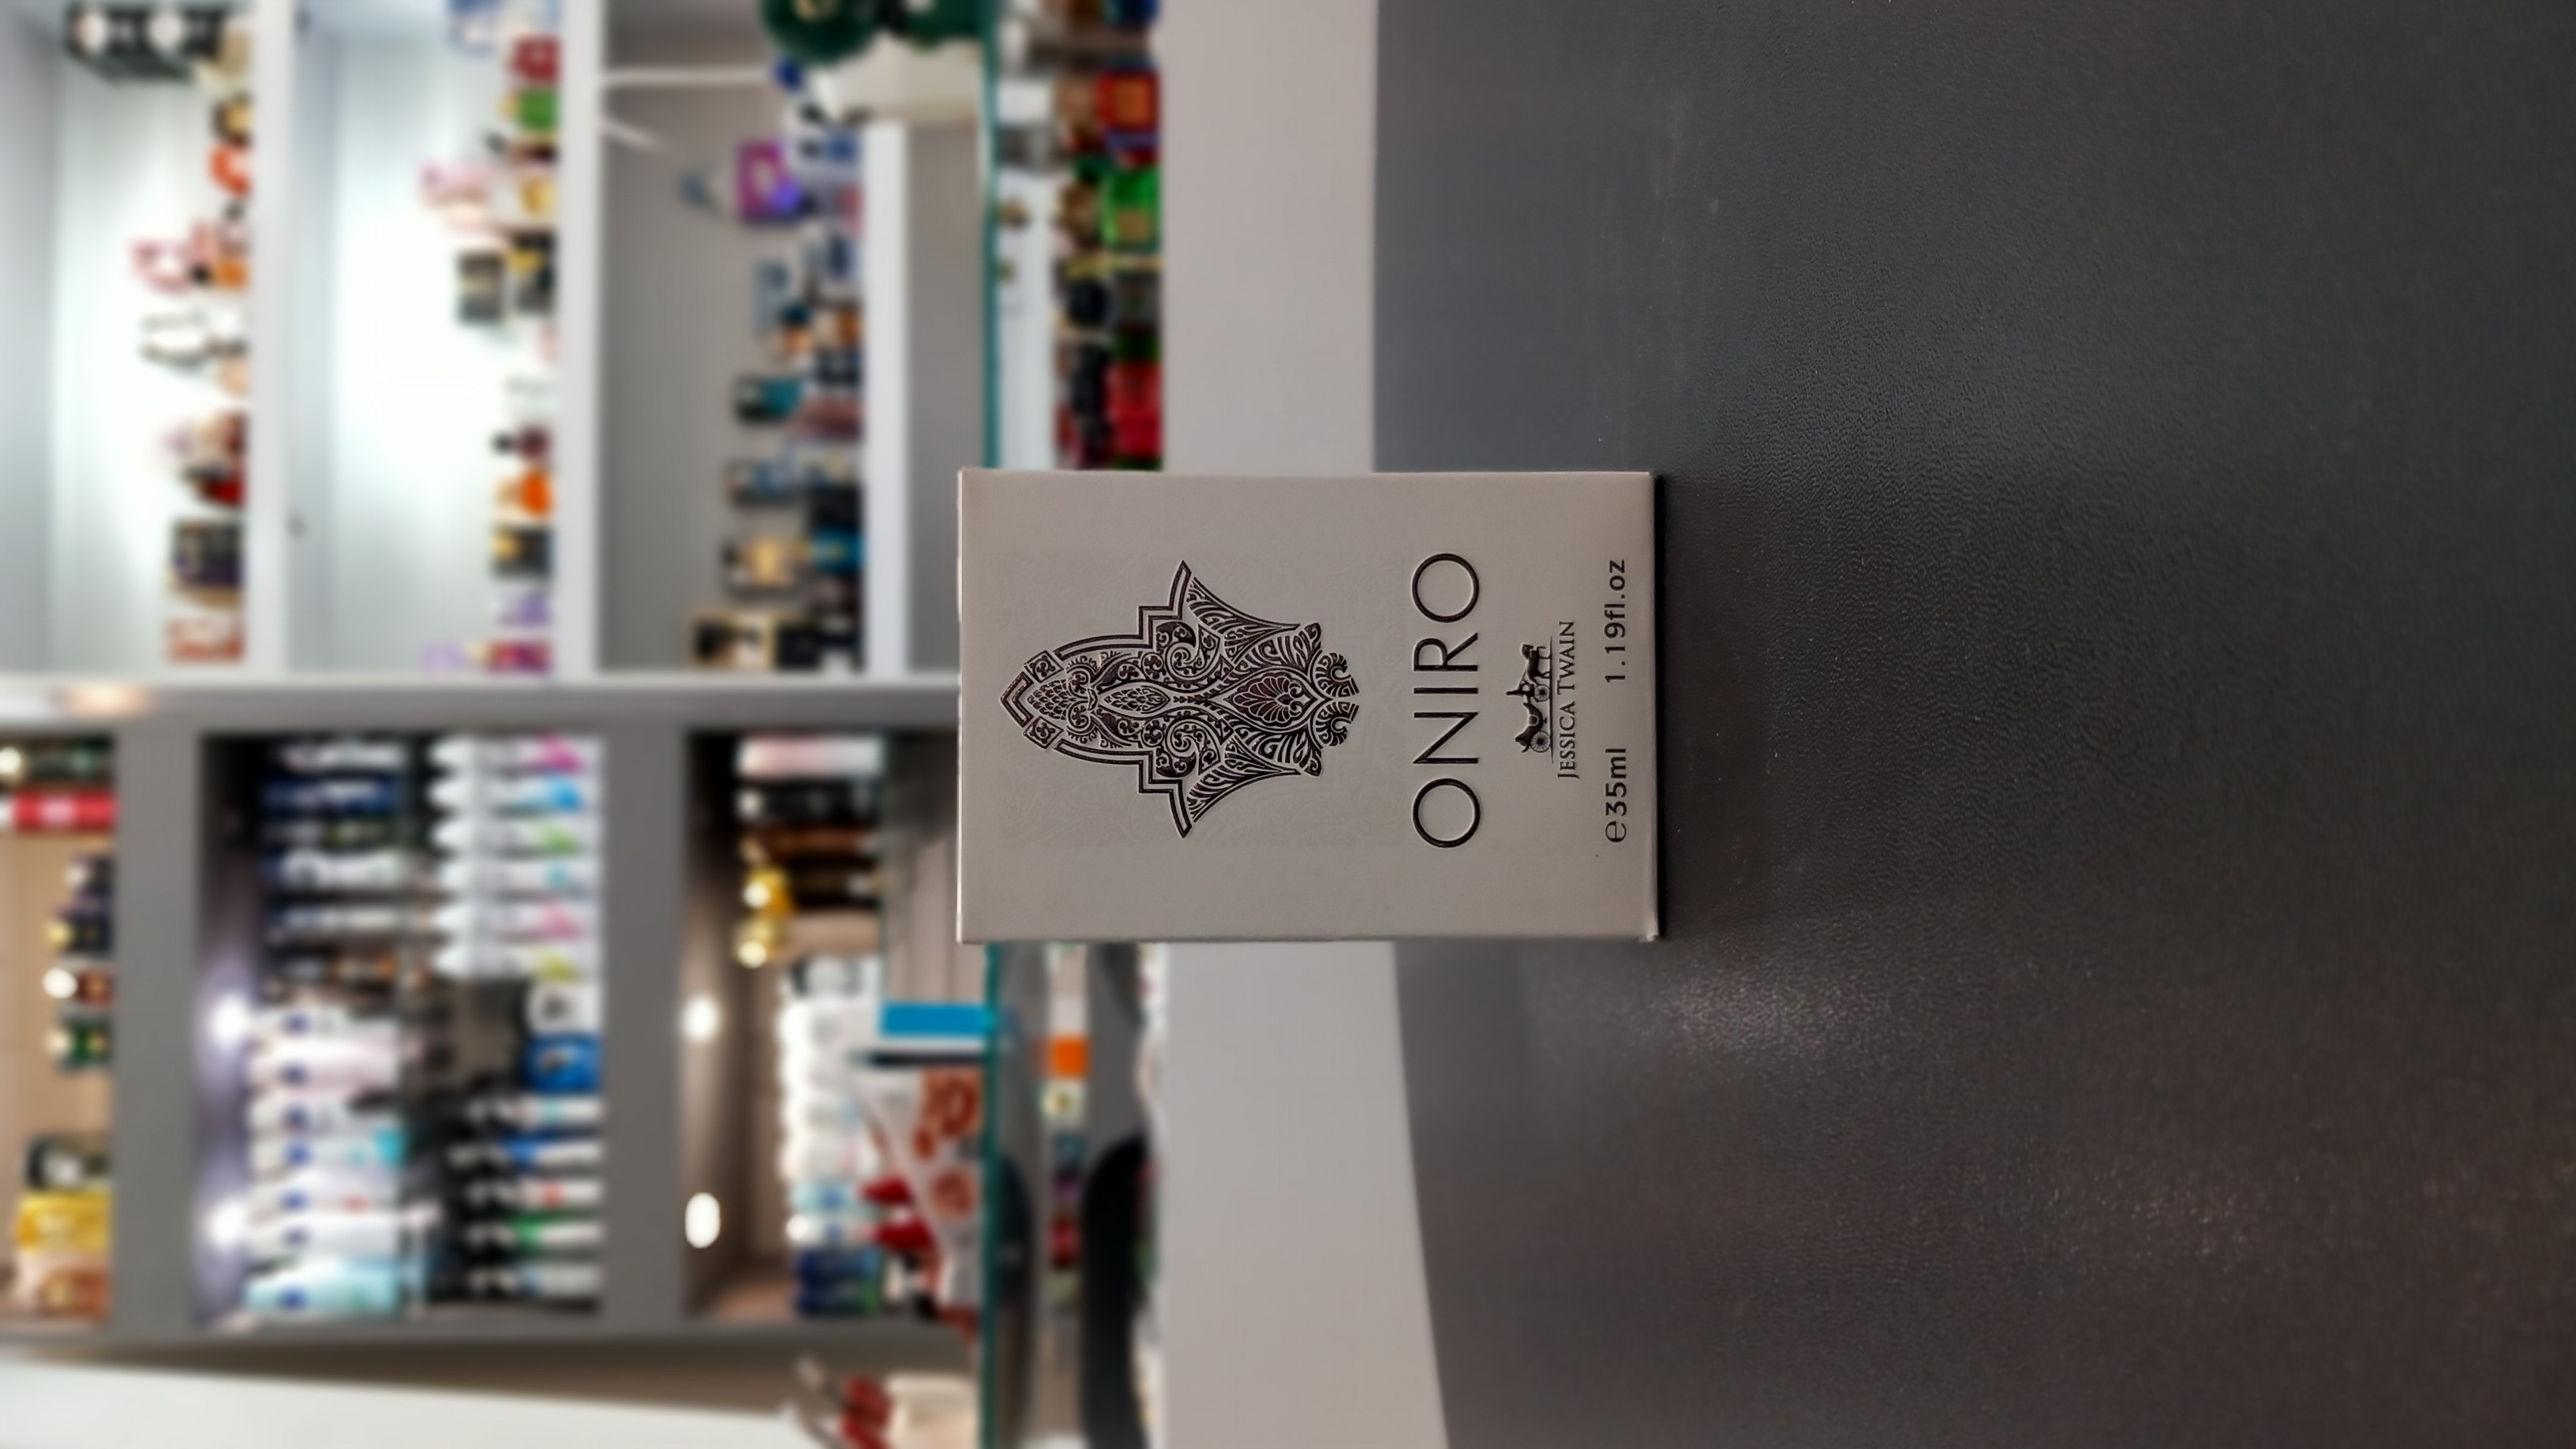 ONIRO
JESSICA TWAIN
℮35ml 1.19fl.oz